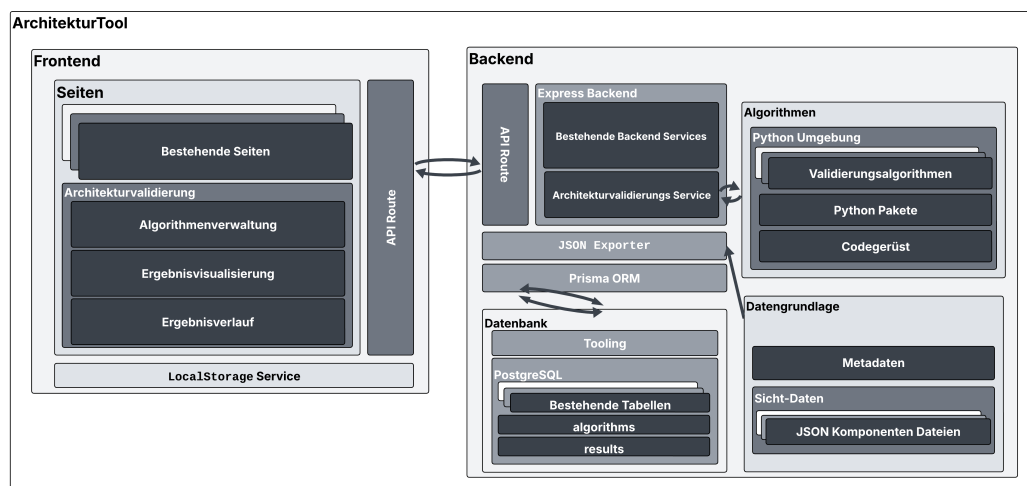 ArchitekturTool
Frontend
Seiten
Bestehende Seiten
Architekturvalidierung
Algorithmenverwaltung
Ergebnisvisualisierung
Ergebnisverlauf
API Route
LocalStorage Service
Backend
API Route
Express Backend
Bestehende Backend Services
Architekturvalidierungs Service
JSON Exporter
Prisma ORM
Datenbank
Tooling
PostgreSQL
Bestehende Tabellen
algorithms
results
Algorithmen
Python Umgebung
Validierungsalgorithmen
Python Pakete
Codegerüst
Datengrundlage
Metadaten
Sicht-Daten
JSON Komponenten Dateien